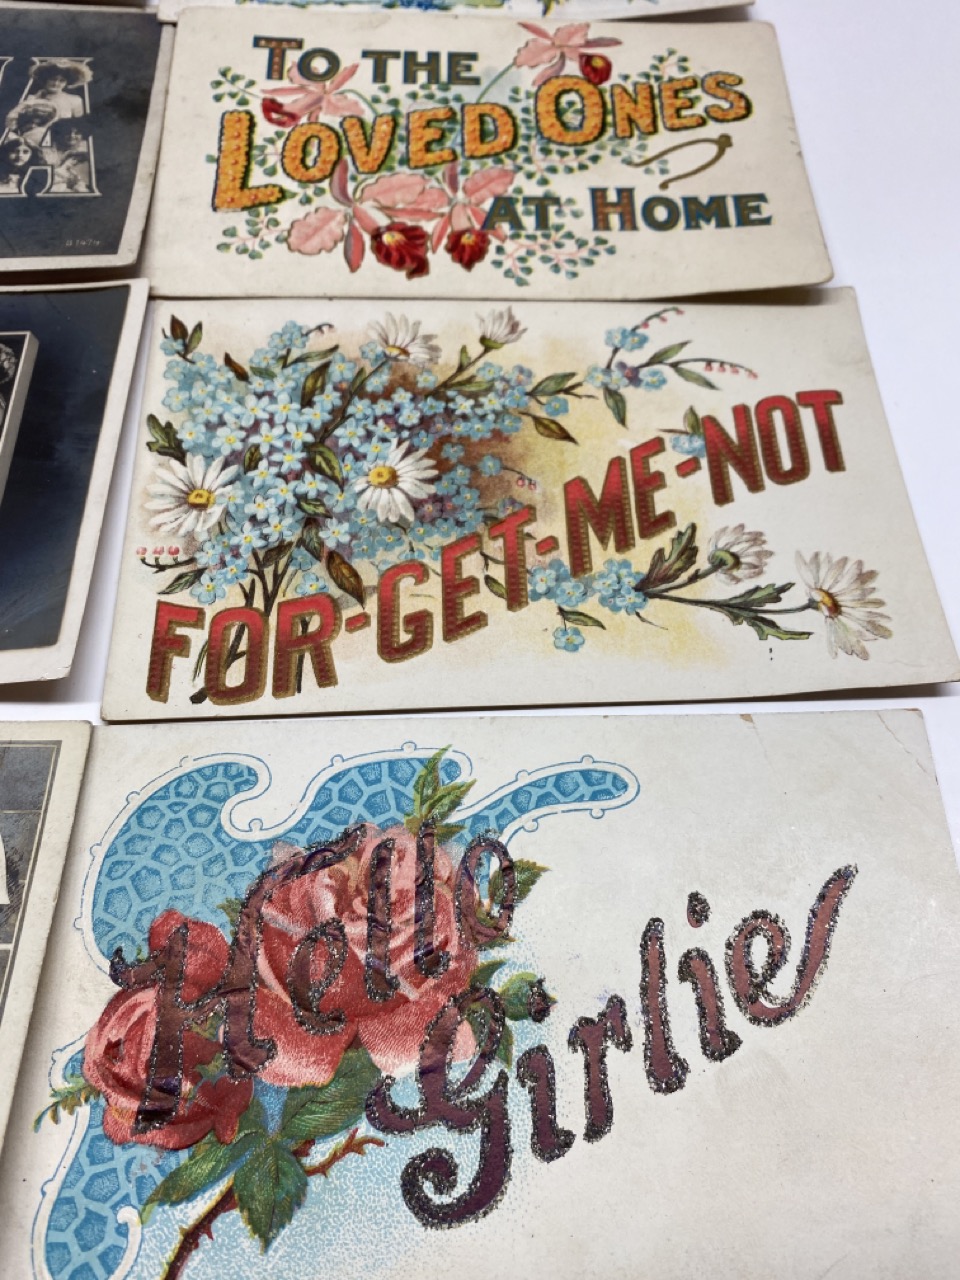 TO THE
LOVED ONES
AT HOME
FOR-GET-ME-NOT
Hello
Girlie